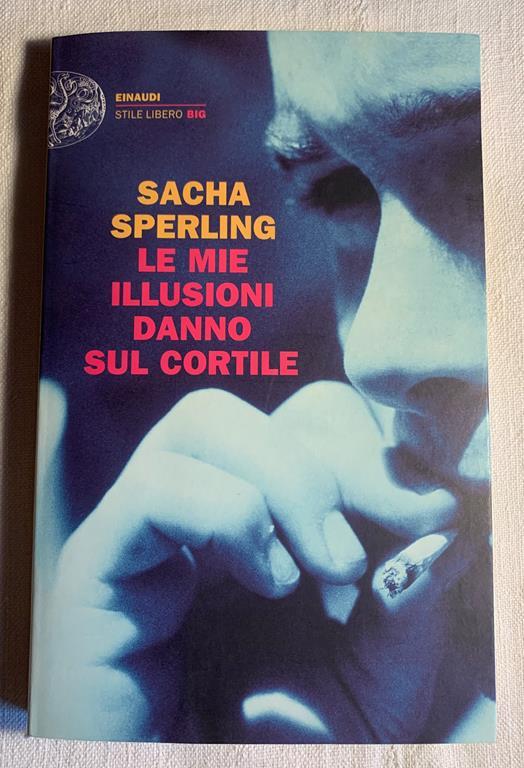 EINAUDI
STILE LIBERO BIG
SACHA
SPERLING
LE MIE
ILLUSIONI
DANNO
SUL CORTILE